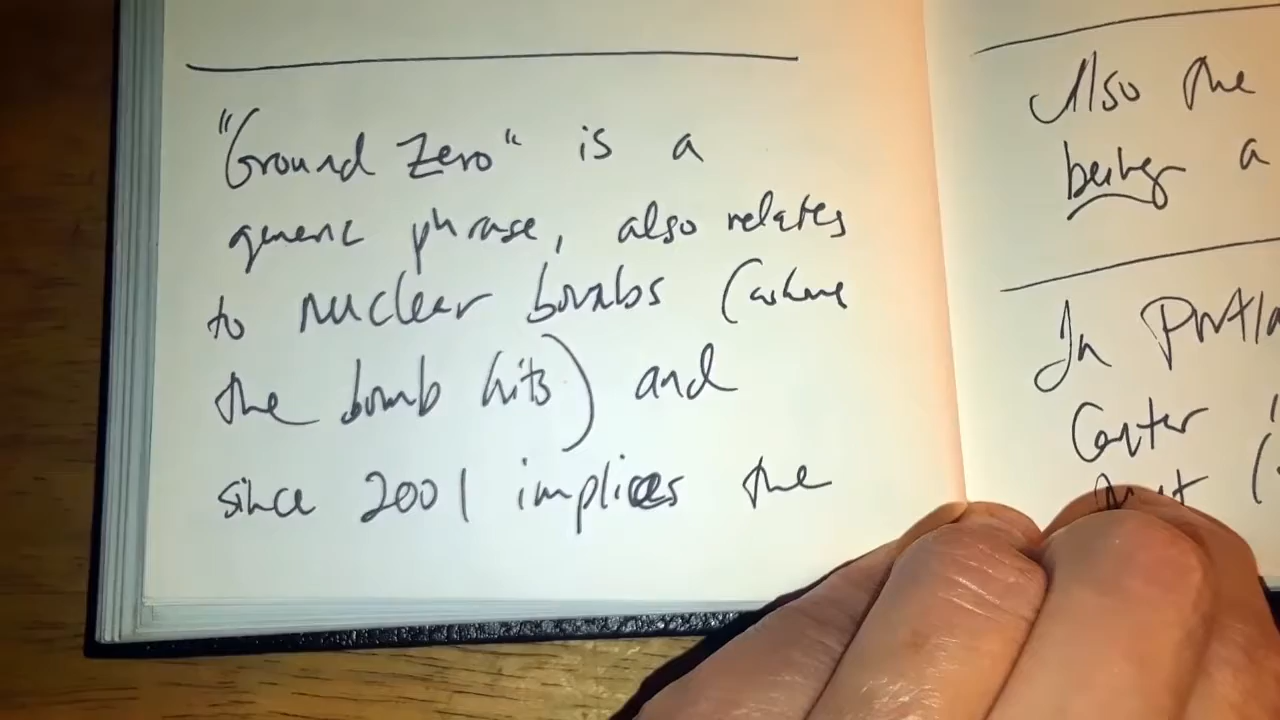 "Ground Zero" is a
generic phrase, also relates
to nuclear bombs (where
the bomb hits) and
since 2001 implies the
Also the
being a
In Portla
Center